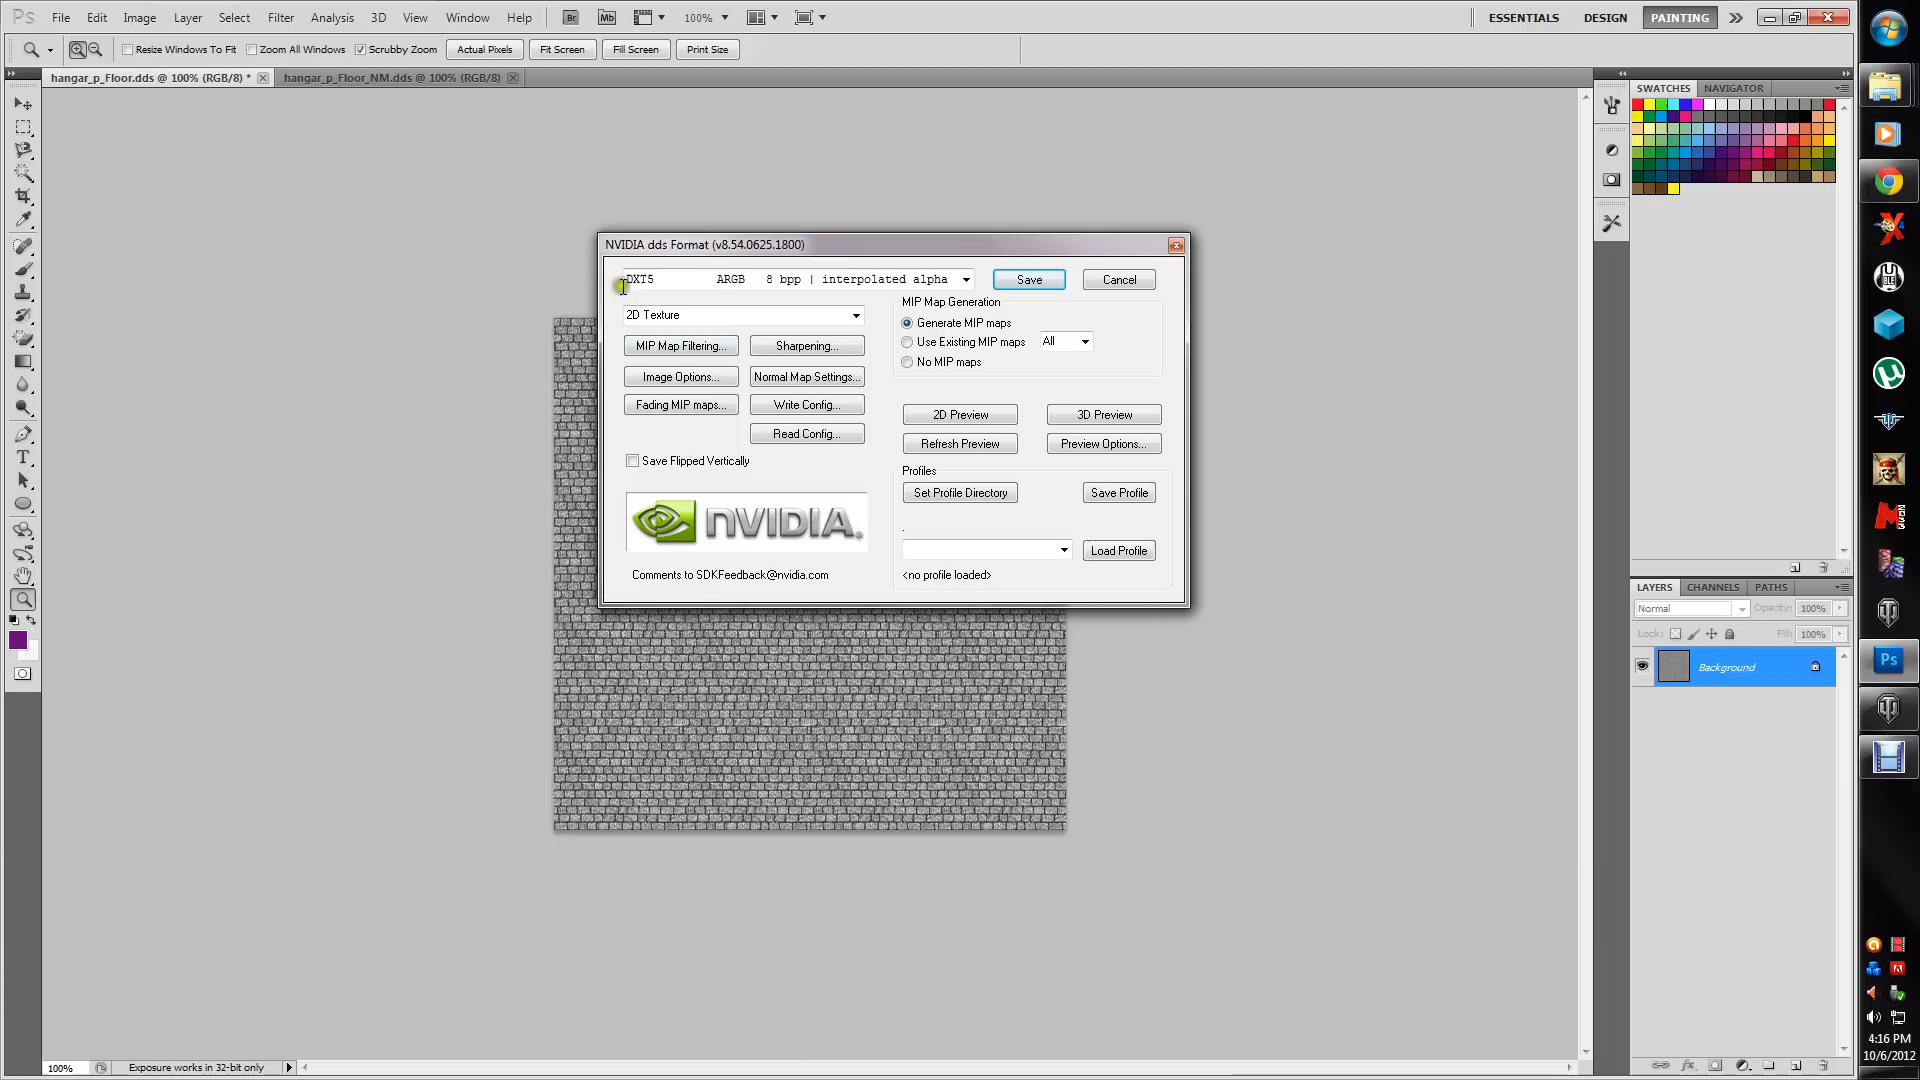 Ps File Edit Image Layer Select Filter Analysis 3D View Window Help Br Mb 100% ESSENTIALS DESIGN PAINTING
Resize Windows To Fit Zoom All Windows Scrubby Zoom Actual Pixels Fit Screen Fill Screen Print Size
hangar_p_Floor.dds @ 100% (RGB/8) * hangar_p_Floor_NM.dds @ 100% (RGB/8)
SWATCHES NAVIGATOR
NVIDIA dds Format (v8.54.0625.1800)
DXT5 ARGB 8 bpp | interpolated alpha Save Cancel
MIP Map Generation
2D Texture Generate MIP maps
MIP Map Filtering... Sharpening... Use Existing MIP maps All
No MIP maps
Image Options... Normal Map Settings...
Fading MIP maps... Write Config... 2D Preview 3D Preview
Read Config... Refresh Preview Preview Options...
Save Flipped Vertically Profiles
Set Profile Directory Save Profile
nVIDIA.
Load Profile
Comments to SDKFeedback@nvidia.com <no profile loaded>
LAYERS CHANNELS PATHS
Normal Opacity: 100%
Lock: Fill: 100%
Background
Ps
4:16 PM
10/6/2012
100% Exposure works in 32-bit only